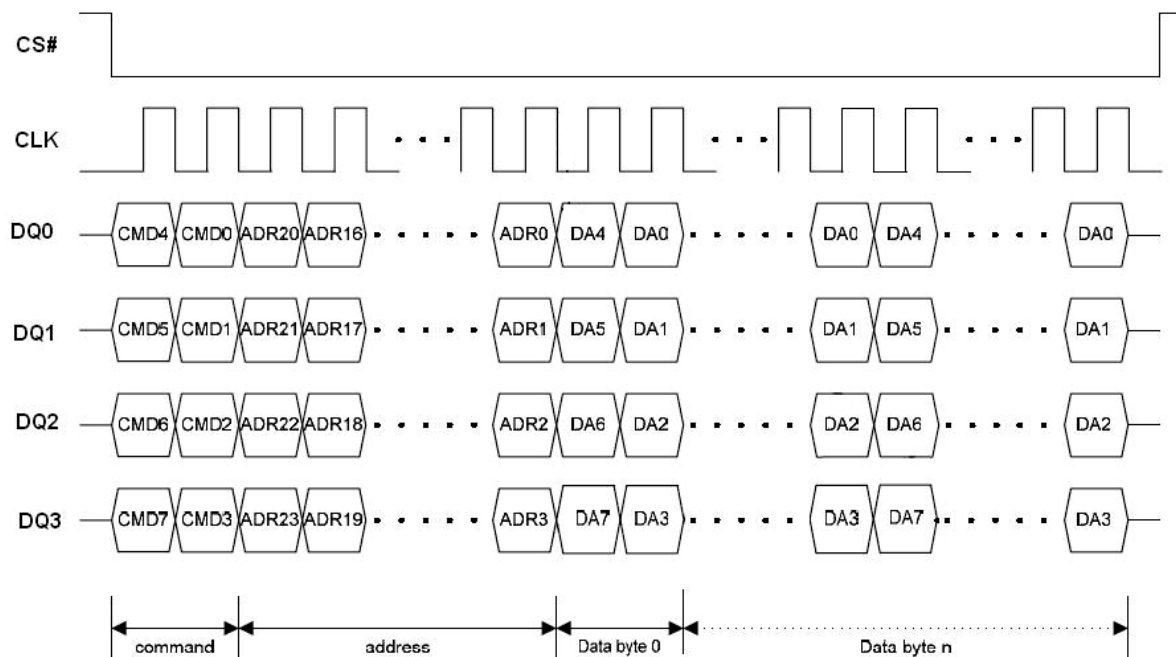 CS#
CLK
DQ0 CMD4 CMD0 ADR20 ADR16 ADR0 DA4 DA0 DA0 DA4 DA0
DQ1 CMD5 CMD1 ADR21 ADR17 ADR1 DA5 DA1 DA1 DA5 DA1
DQ2 CMD6 CMD2 ADR22 ADR18 ADR2 DA6 DA2 DA2 DA6 DA2
DQ3 CMD7 CMD3 ADR23 ADR19 ADR3 DA7 DA3 DA3 DA7 DA3
command address Data byte 0 Data byte n